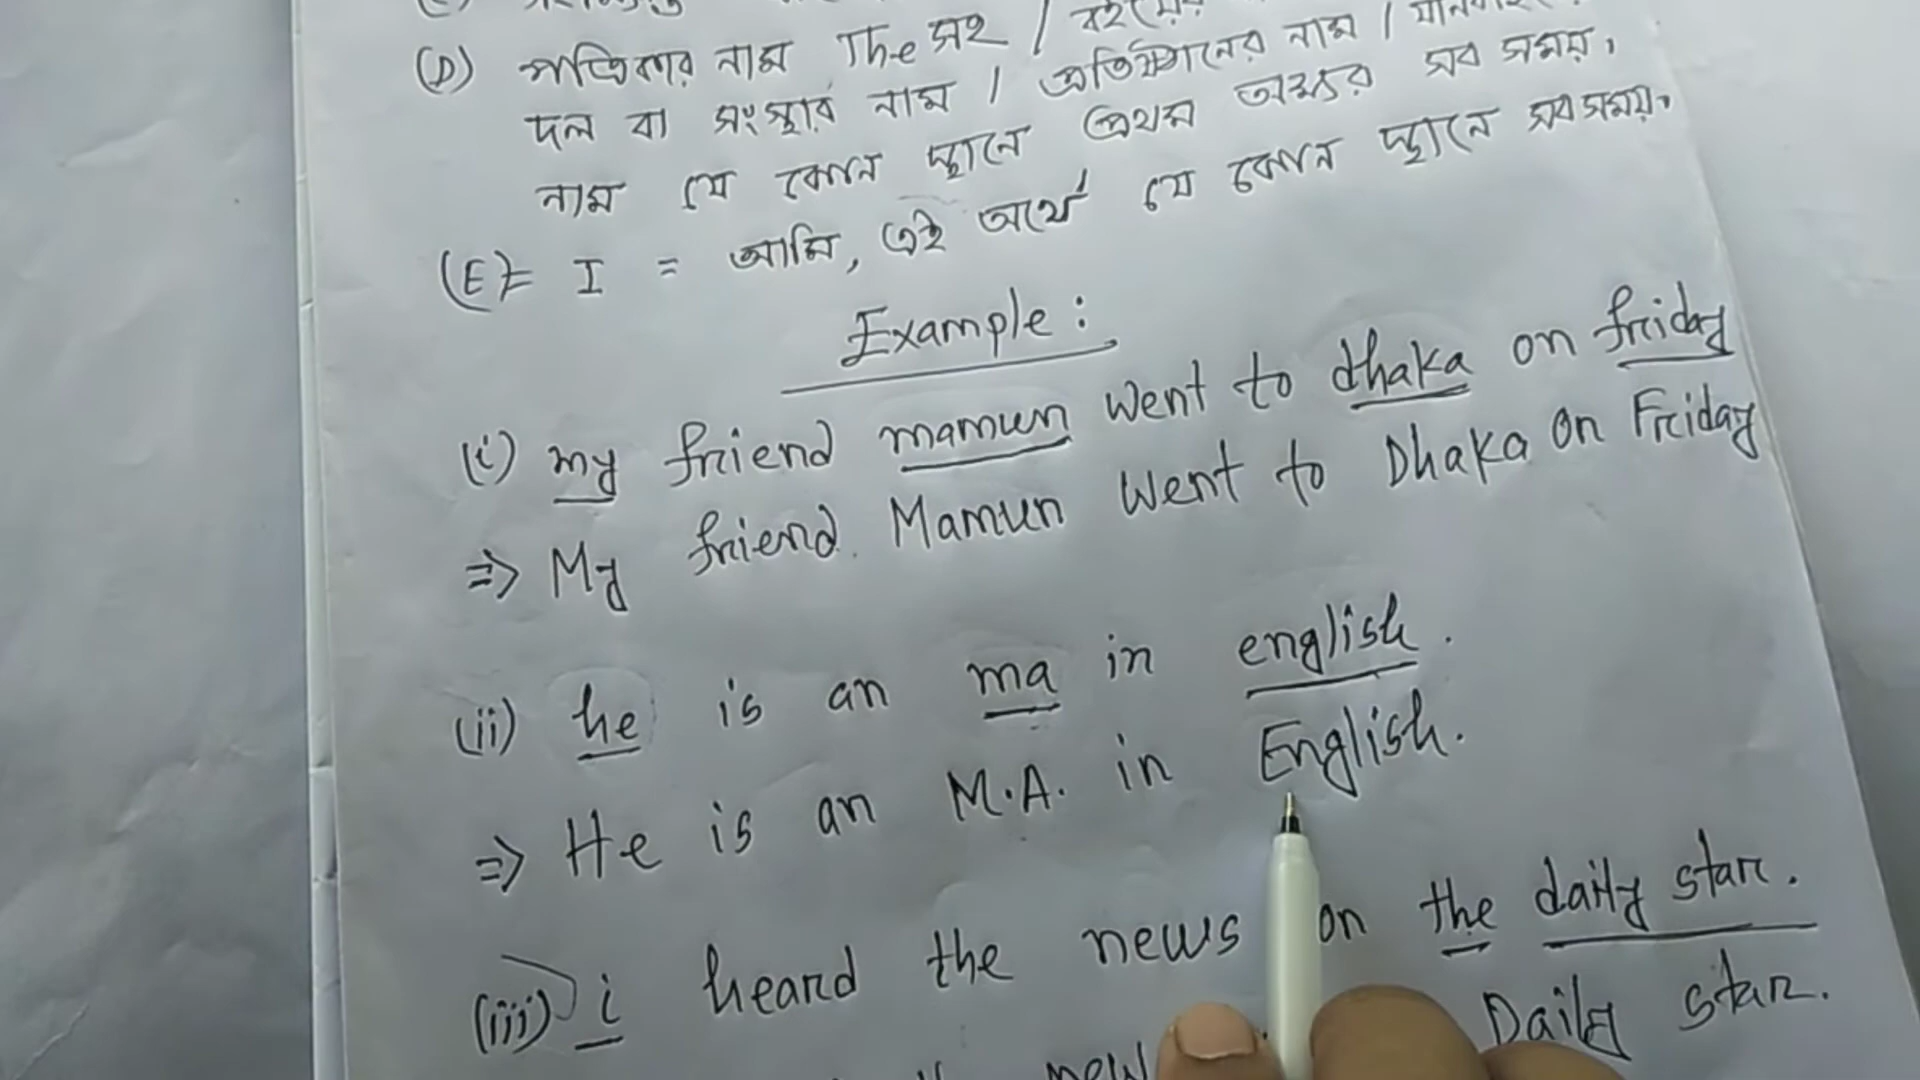 (D) পত্রিকার নাম The সহ / বইয়ের
দল বা সংস্থার নাম / প্রতিষ্ঠানের নাম /
নাম যে কোন স্থানে প্রথম অক্ষর সব সময়,
(E) = I = আমি, এই অর্থে যে কোন স্থানে সব সময়,
Example :
(i) my friend mamun went to dhaka on friday
=> My friend Mamun went to Dhaka on Friday
(ii) he is an ma in english.
=> He is an M.A. in English.
(iii) i heard the news on the daily star.
Daily star.